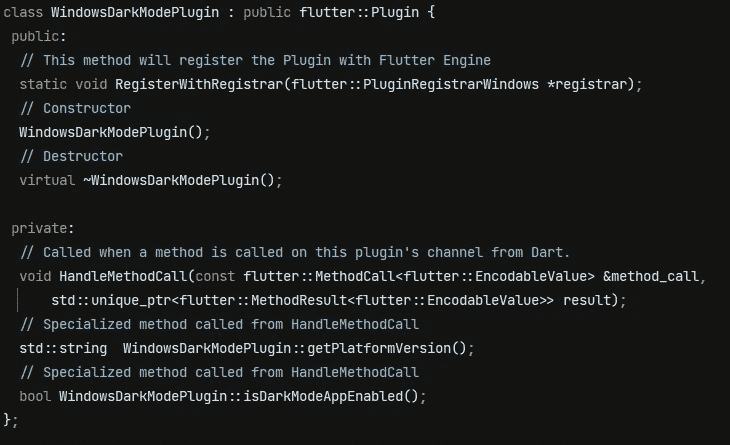 class WindowsDarkModePlugin : public flutter::Plugin {
public:
// This method will register the Plugin with Flutter Engine
static void RegisterWithRegistrar(flutter::PluginRegistrarWindows *registrar);
// Constructor
WindowsDarkModePlugin();
// Destructor
virtual ~WindowsDarkModePlugin();
private:
// Called when a method is called on this plugin's channel from Dart.
void HandleMethodCall(const flutter::MethodCall<flutter::EncodableValue> &method_call,
std::unique_ptr<flutter::MethodResult<flutter::EncodableValue>> result);
// Specialized method called from HandleMethodCall
std::string  WindowsDarkModePlugin::getPlatformVersion();
// Specialized method called from HandleMethodCall
bool WindowsDarkModePlugin::isDarkModeAppEnabled();
};